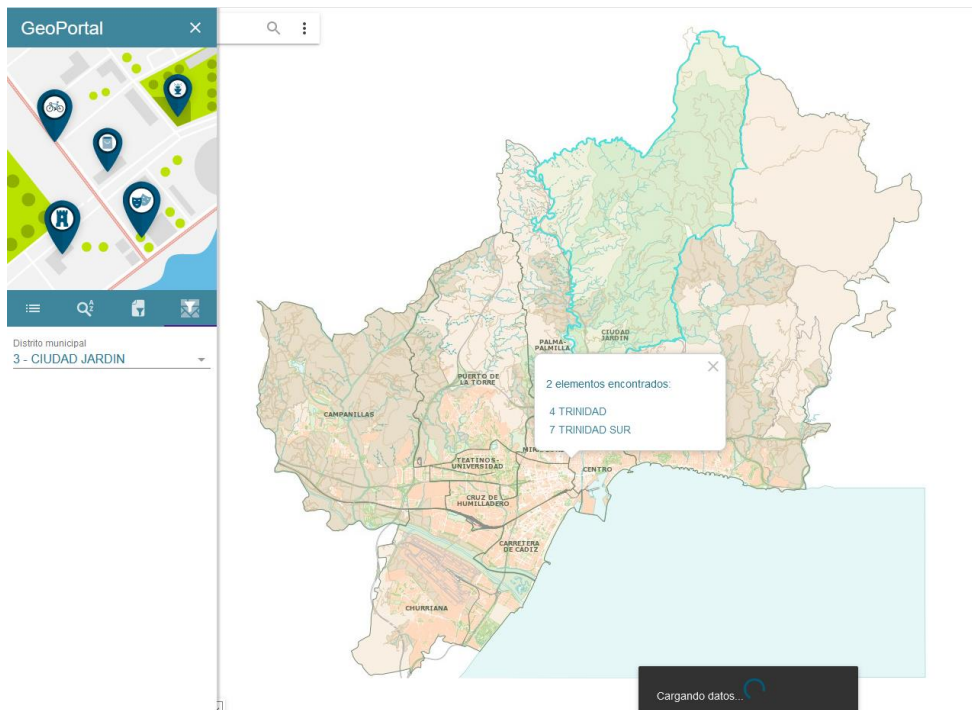 GeoPortal
Distrito municipal
3 - CIUDAD JARDIN
CIUDAD
JARDIN
PALMA-
PALMILLA
PUERTO DE
LA TORRE
CAMPANILLAS
2 elementos encontrados:
4 TRINIDAD
7 TRINIDAD SUR
TEATINOS-
UNIVERSIDAD
CENTRO
CRUZ DE
HUMILLADERO
CARRETERA
DE CADIZ
CHURRIANA
Cargando datos...